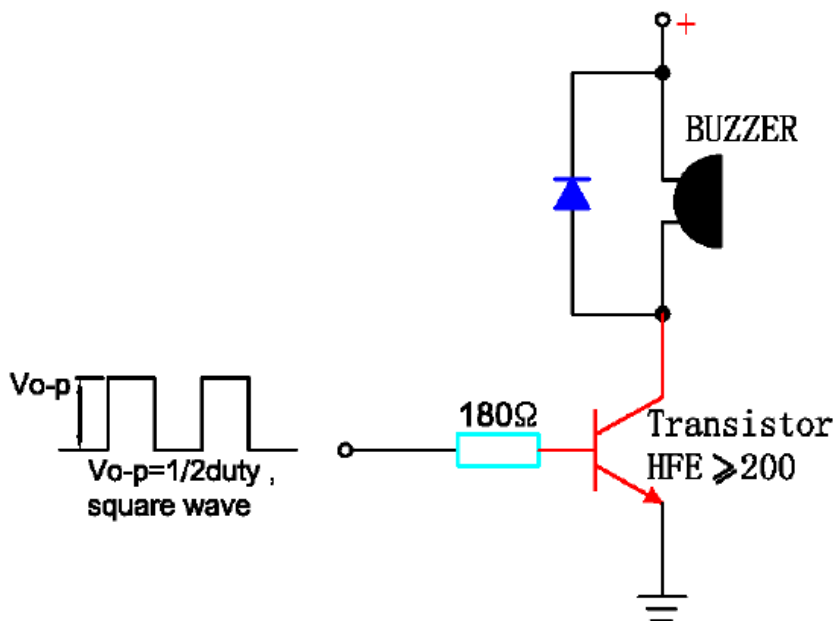 +
BUZZER
Vo-p
180Ω
Transistor
HFE ⩾200
Vo-p=1/2duty ,
square wave